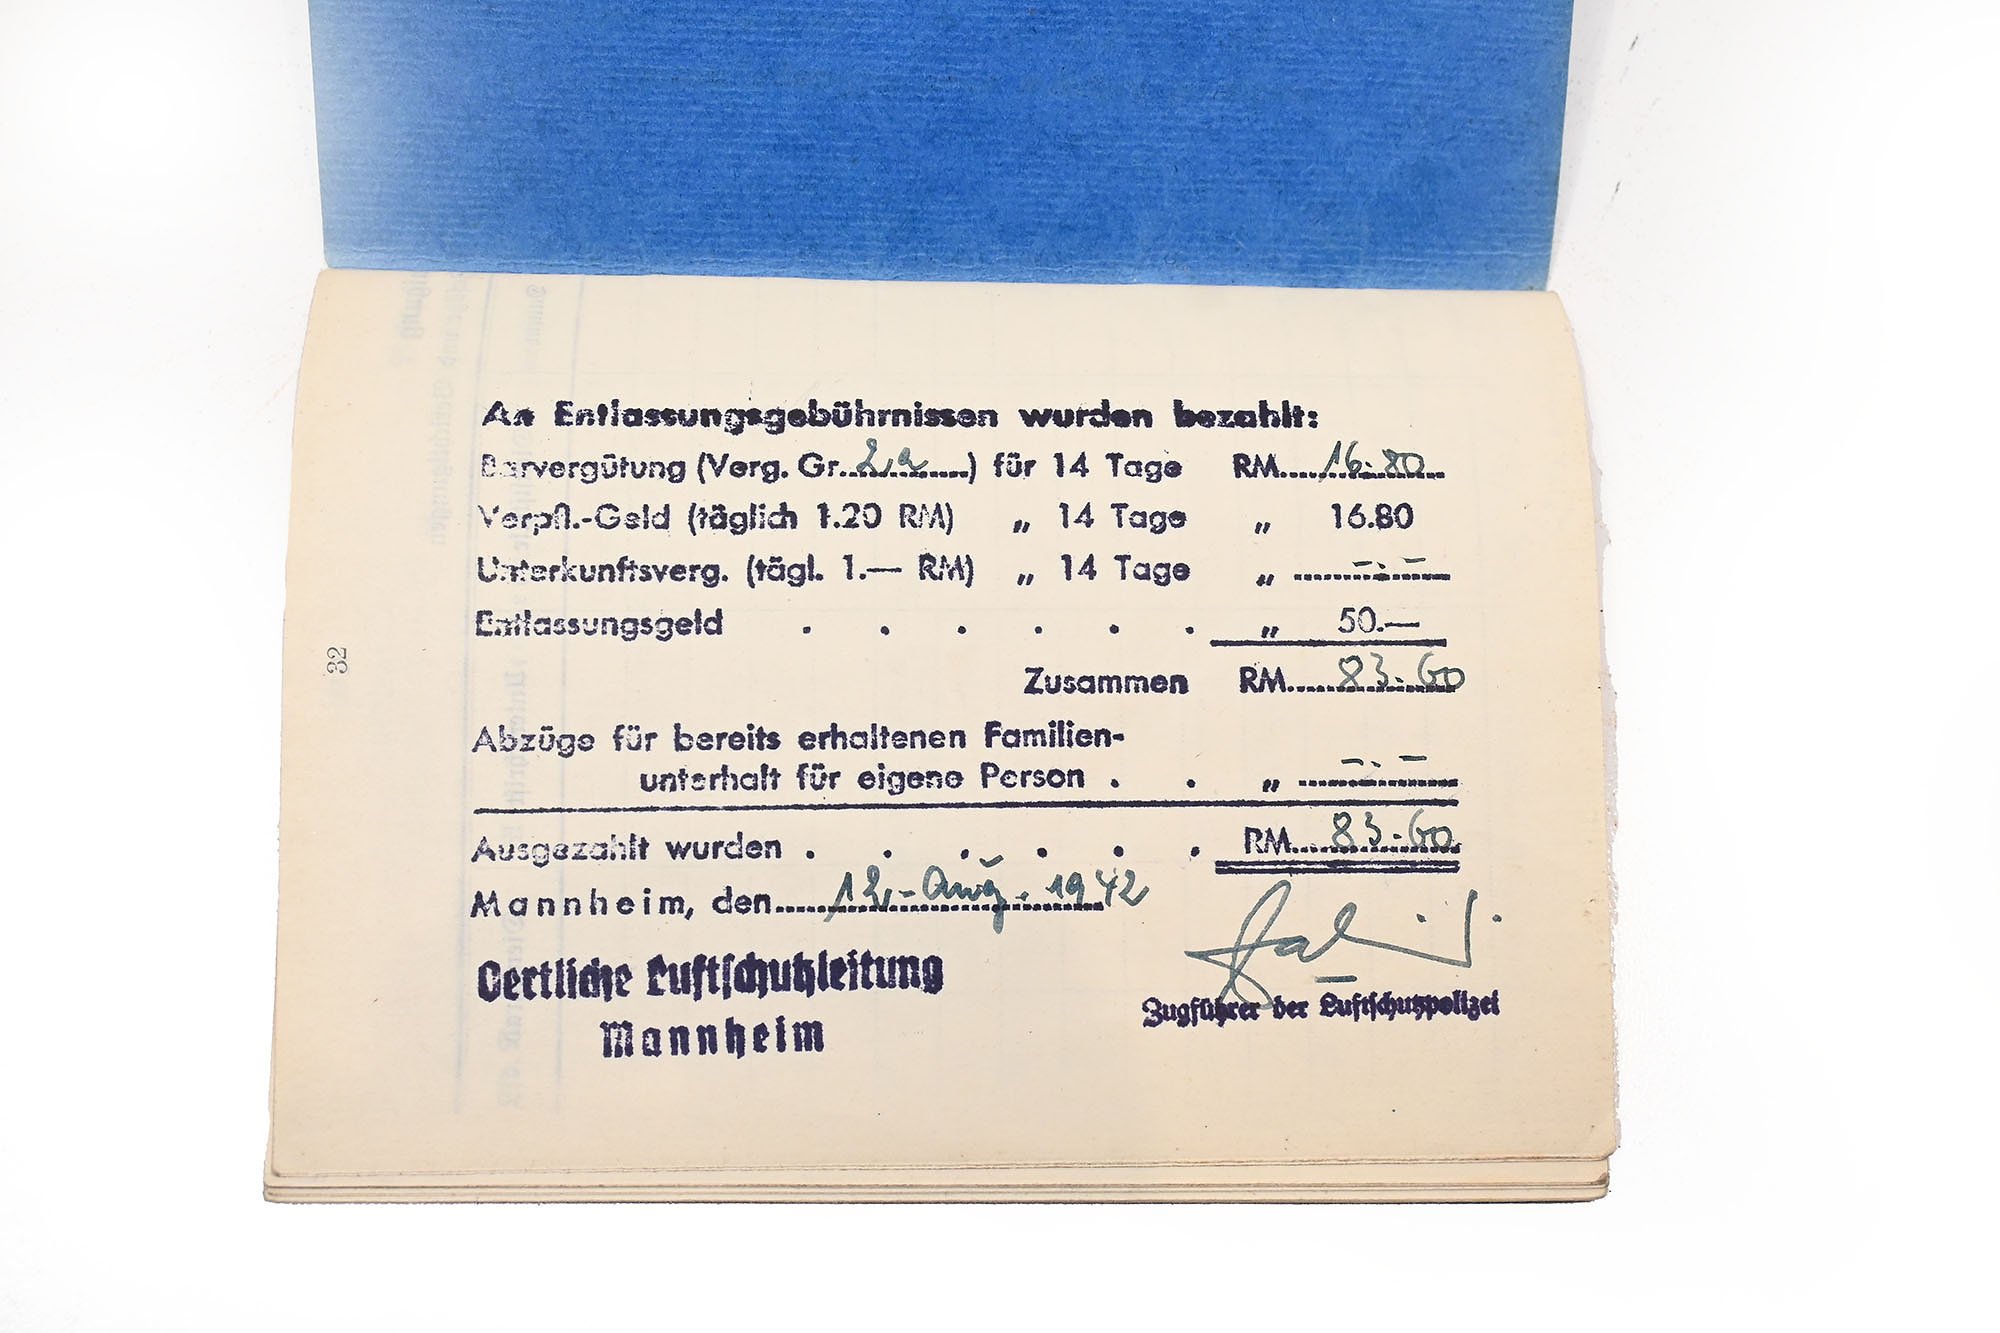 An Entlassungsgebührnissen wurden bezahlt:
Barvergütung (Verg. Gr. 2a) für 14 Tage RM 16.80
Verpfl.-Geld (täglich 1.20 RM) „ 14 Tage „ 16.80
Unterkunftsverg. (tägl. 1.— RM) „ 14 Tage „ -.-
Entlassungsgeld . . . . . . „ 50.—
Zusammen RM 83.60
Abzüge für bereits erhaltenen Familien-
unterhalt für eigene Person . . „ -.-
Ausgezahlt wurden . . . . . . RM 83.60
Mannheim, den 12. Aug. 1942
Oertliche Luftschutzleitung
Mannheim
Zugführer der Luftschutzpolizei
32